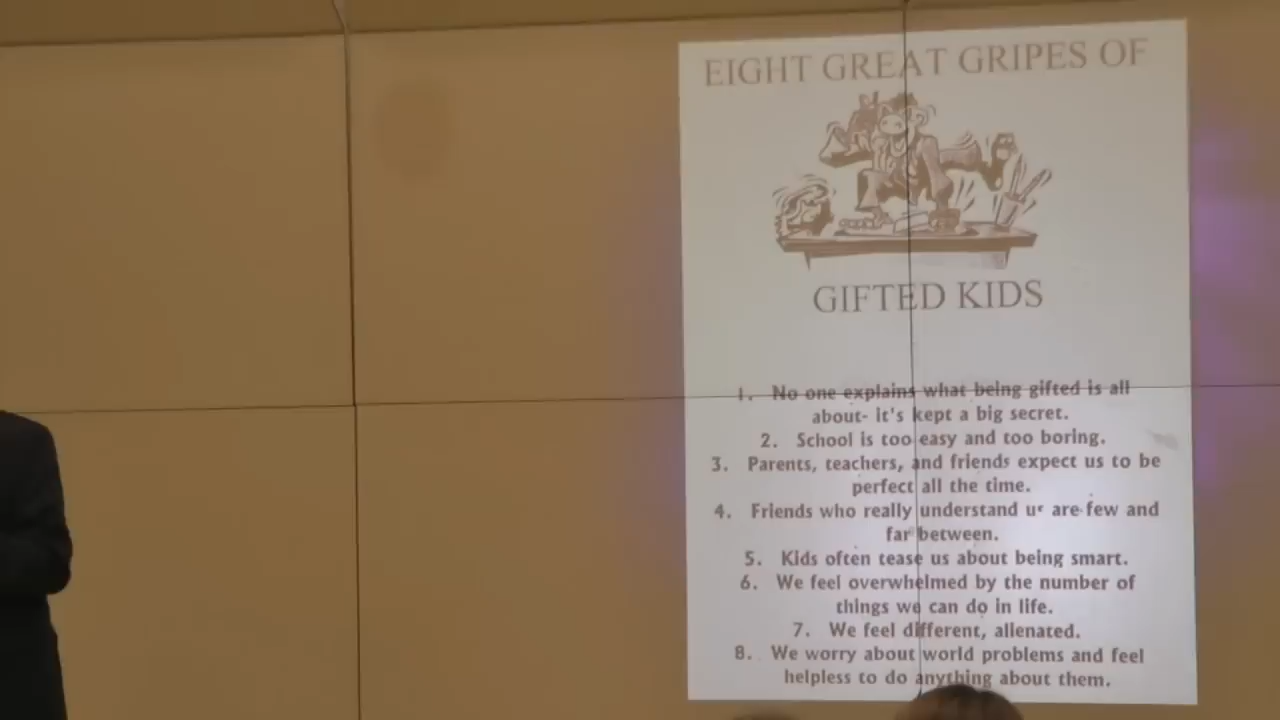 EIGHT GREAT GRIPES OF
GIFTED KIDS
1. No one explains what being gifted is all
about- it's kept a big secret.
2. School is too easy and too boring.
3. Parents, teachers, and friends expect us to be
perfect all the time.
4. Friends who really understand us are few and
far between.
5. Kids often tease us about being smart.
6. We feel overwhelmed by the number of
things we can do in life.
7. We feel different, allenated.
8. We worry about world problems and feel
helpless to do anything about them.